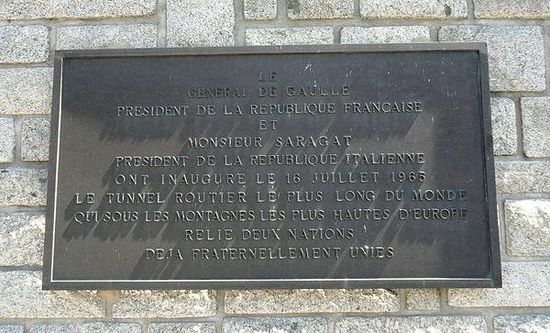 LE
GENERAL DE GAULLE
PRESIDENT DE LA REPUBLIQUE FRANCAISE
ET
MONSIEUR SARAGAT
PRESIDENT DE LA REPUBLIQUE ITALIENNE
ONT INAUGURE LE 16 JUILLET 1965
LE TUNNEL ROUTIER LE PLUS LONG DU MONDE
QUI SOUS LES MONTAGNES LES PLUS HAUTES D'EUROPE
RELIE DEUX NATIONS
DEJA FRATERNELLEMENT UNIES